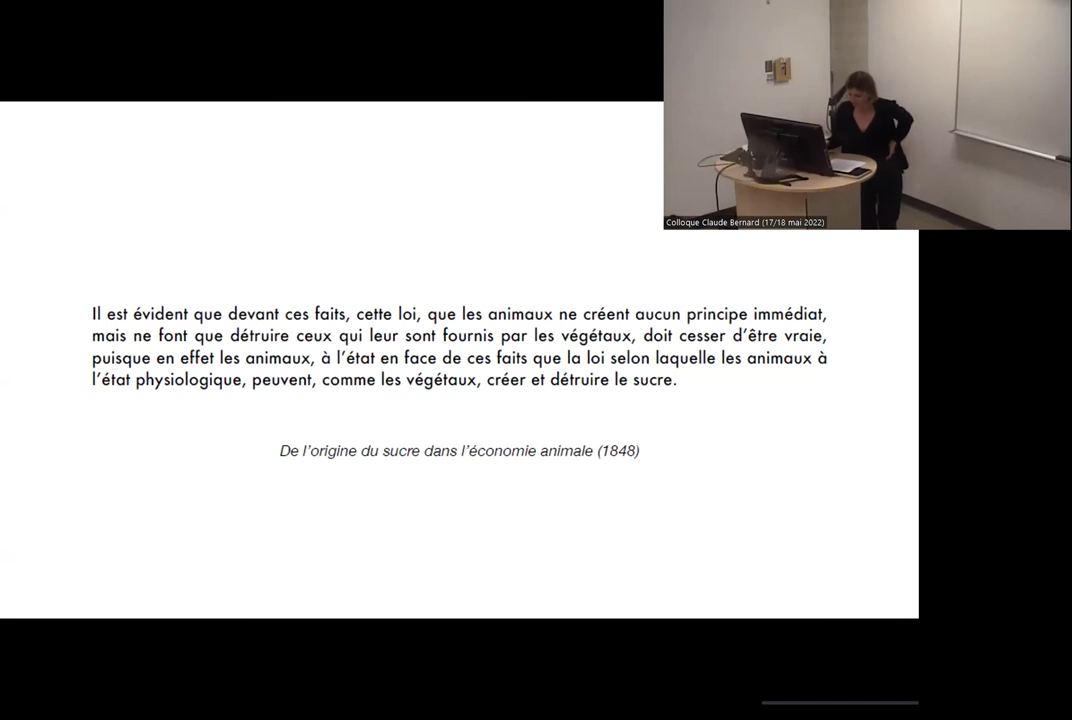 Colloque Claude Bernard (17/18 mai 2022)
Il est évident que devant ces faits, cette loi, que les animaux ne créent aucun principe immédiat,
mais ne font que détruire ceux qui leur sont fournis par les végétaux, doit cesser d'être vraie,
puisque en effet les animaux, à l'état en face de ces faits que la loi selon laquelle les animaux à
l'état physiologique, peuvent, comme les végétaux, créer et détruire le sucre.
De l'origine du sucre dans l'économie animale (1848)